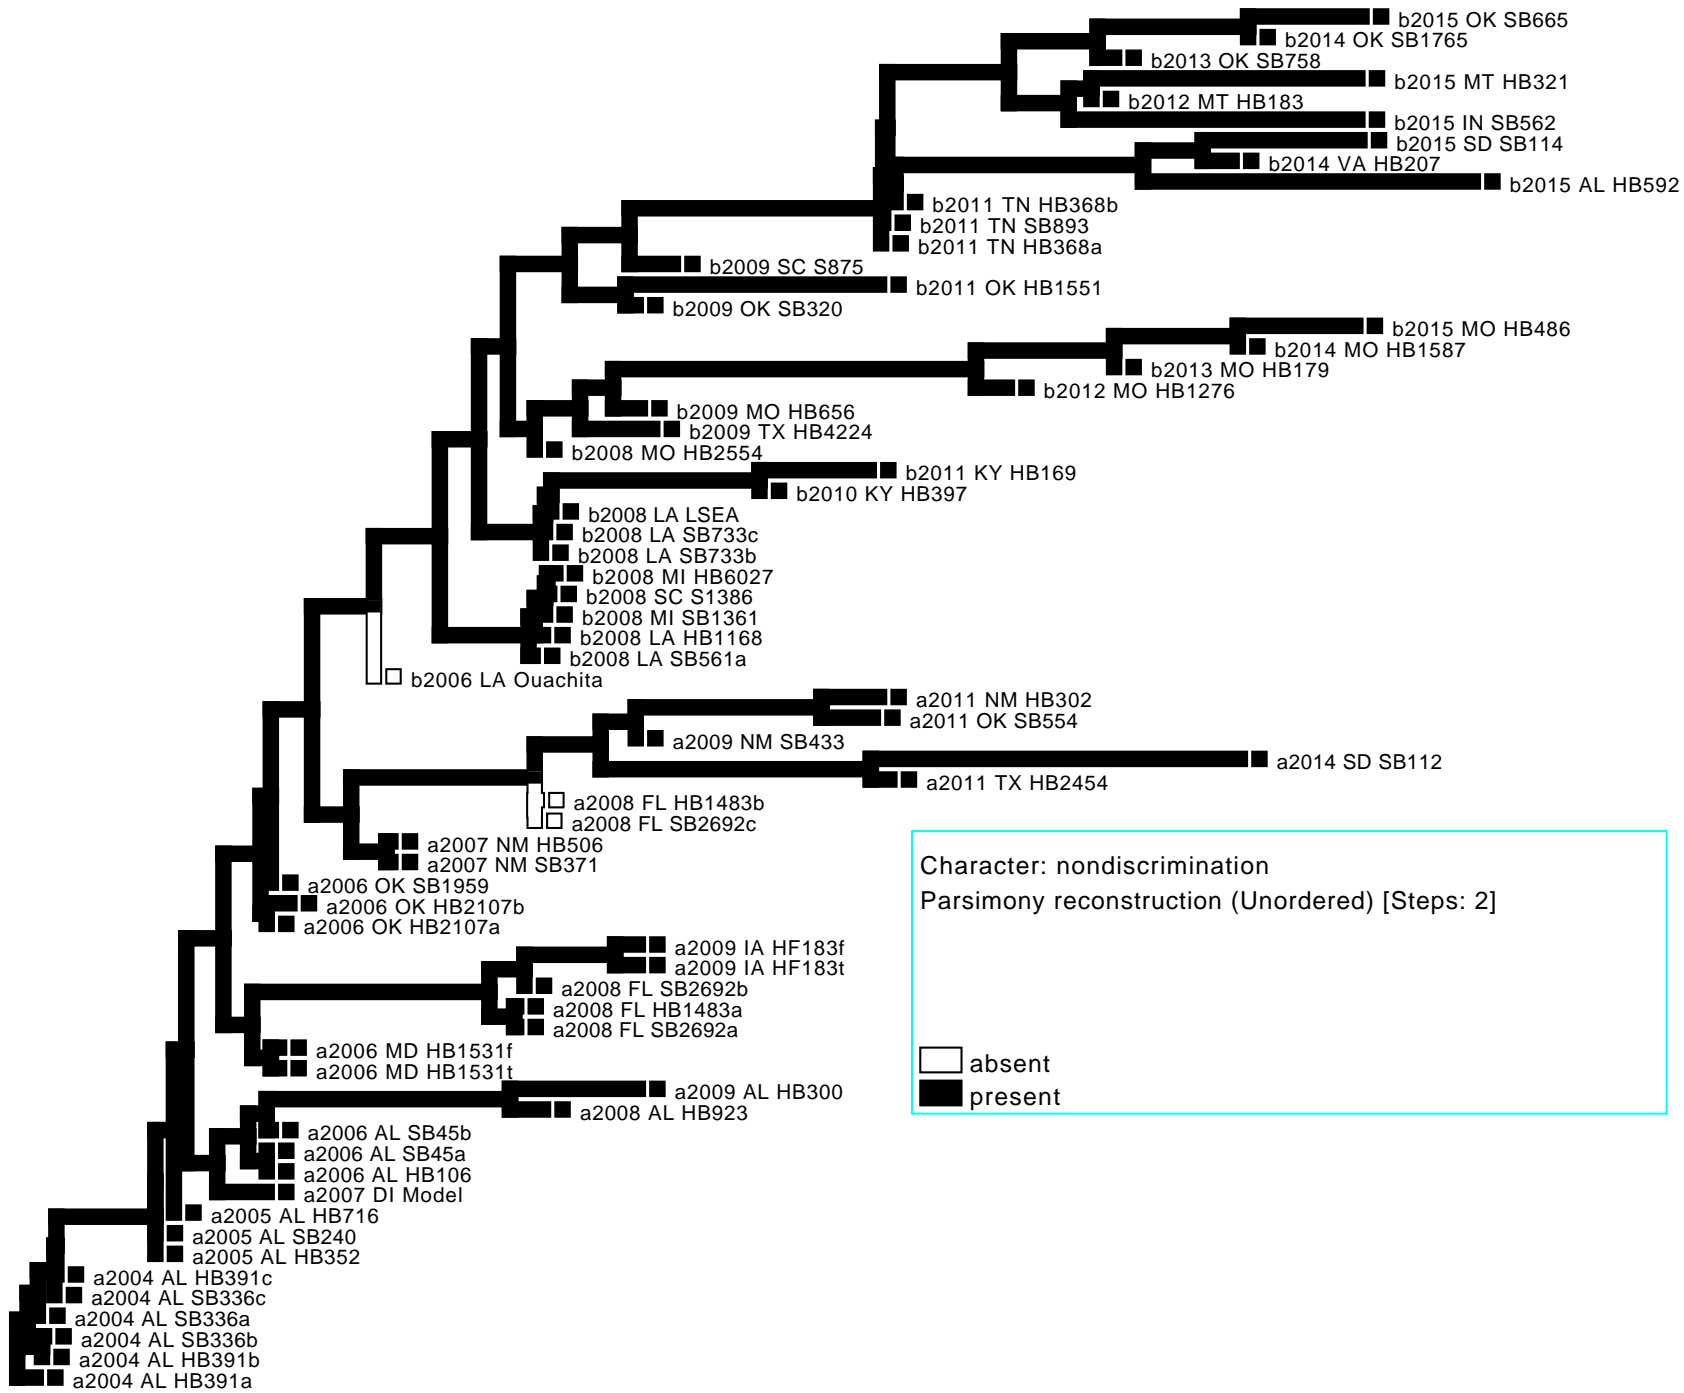 b2015 OK SB665
b2014 OK SB1765
b2013 OK SB758
b2015 MT HB321
b2012 MT HB183
b2015 IN SB562
b2015 SD SB114
b2014 VA HB207
b2015 AL HB592
b2011 TN HB368b
b2011 TN SB893
b2011 TN HB368a
b2009 SC S875
b2011 OK HB1551
b2009 OK SB320
b2015 MO HB486
b2014 MO HB1587
b2013 MO HB179
b2012 MO HB1276
b2009 MO HB656
b2009 TX HB4224
b2008 MO HB2554
b2011 KY HB169
b2010 KY HB397
b2008 LA LSEA
b2008 LA SB733c
b2008 LA SB733b
b2008 MI HB6027
b2008 SC S1386
b2008 MI SB1361
b2008 LA HB1168
b2008 LA SB561a
b2006 LA Ouachita
a2011 NM HB302
a2011 OK SB554
a2009 NM SB433
a2014 SD SB112
a2011 TX HB2454
a2008 FL HB1483b
a2008 FL SB2692c
a2007 NM HB506
a2007 NM SB371
a2006 OK SB1959
a2006 OK HB2107b
a2006 OK HB2107a
a2009 IA HF183f
a2009 IA HF183t
a2008 FL SB2692b
a2008 FL HB1483a
a2008 FL SB2692a
a2006 MD HB1531f
a2006 MD HB1531t
a2009 AL HB300
a2008 AL HB923
a2006 AL SB45b
a2006 AL SB45a
a2006 AL HB106
a2007 DI Model
a2005 AL HB716
a2005 AL SB240
a2005 AL HB352
a2004 AL HB391c
a2004 AL SB336c
a2004 AL SB336a
a2004 AL SB336b
a2004 AL HB391b
a2004 AL HB391a
Character: nondiscrimination
Parsimony reconstruction (Unordered) [Steps: 2]
absent
present